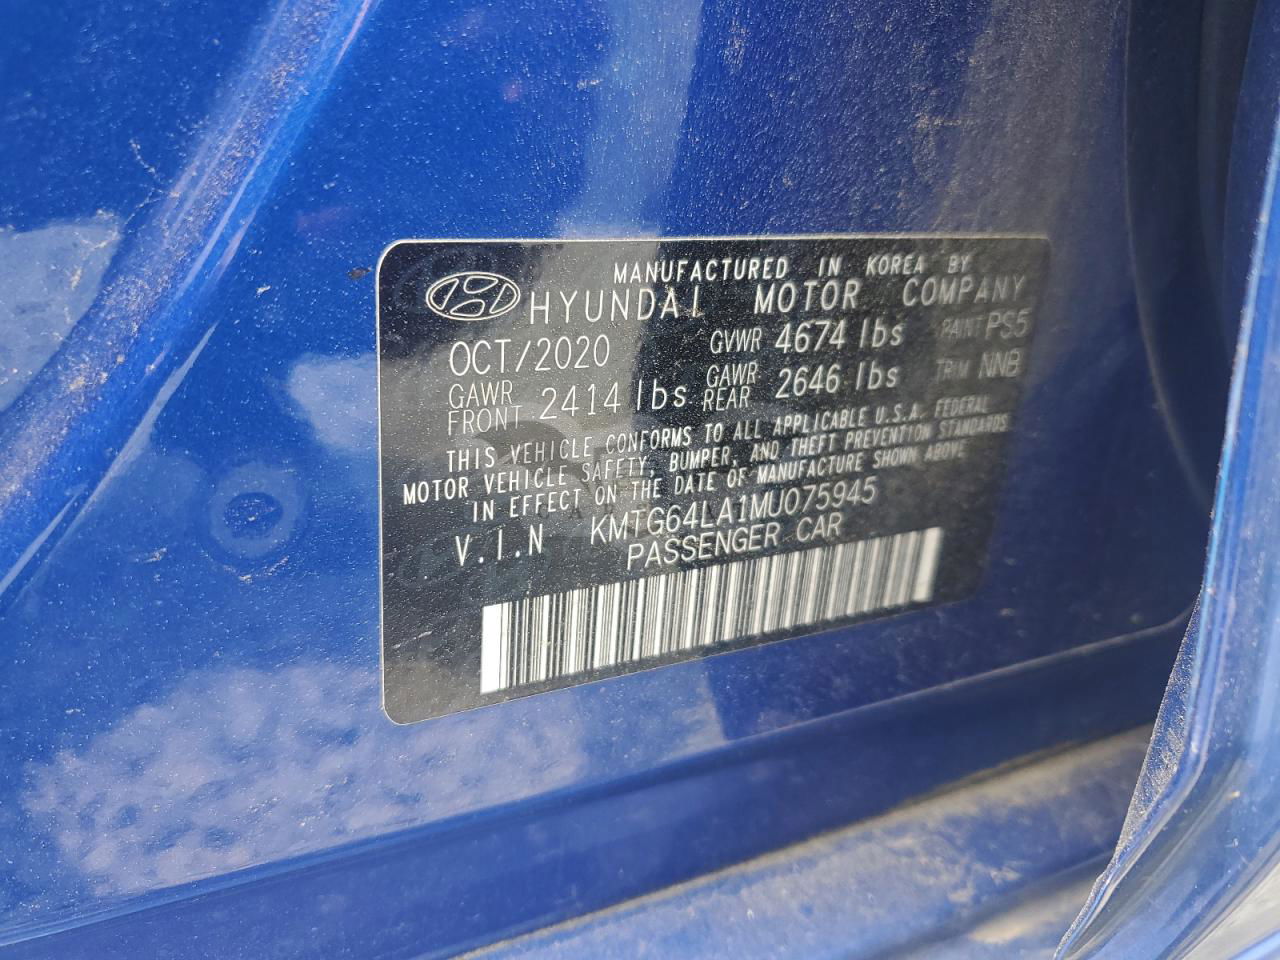 MANUFACTURED IN KOREA BY
HYUNDAI MOTOR COMPANY
OCT/2020 GVWR 4674 lbs PAINT PS5
GAWR FRONT 2414 lbs GAWR REAR 2646 lbs TRIM NNB
THIS VEHICLE CONFORMS TO ALL APPLICABLE U.S.A. FEDERAL
MOTOR VEHICLE SAFETY, BUMPER, AND THEFT PREVENTION STANDARDS
IN EFFECT ON THE DATE OF MANUFACTURE SHOWN ABOVE
V.I.N KMTG64LA1MU075945
PASSENGER CAR